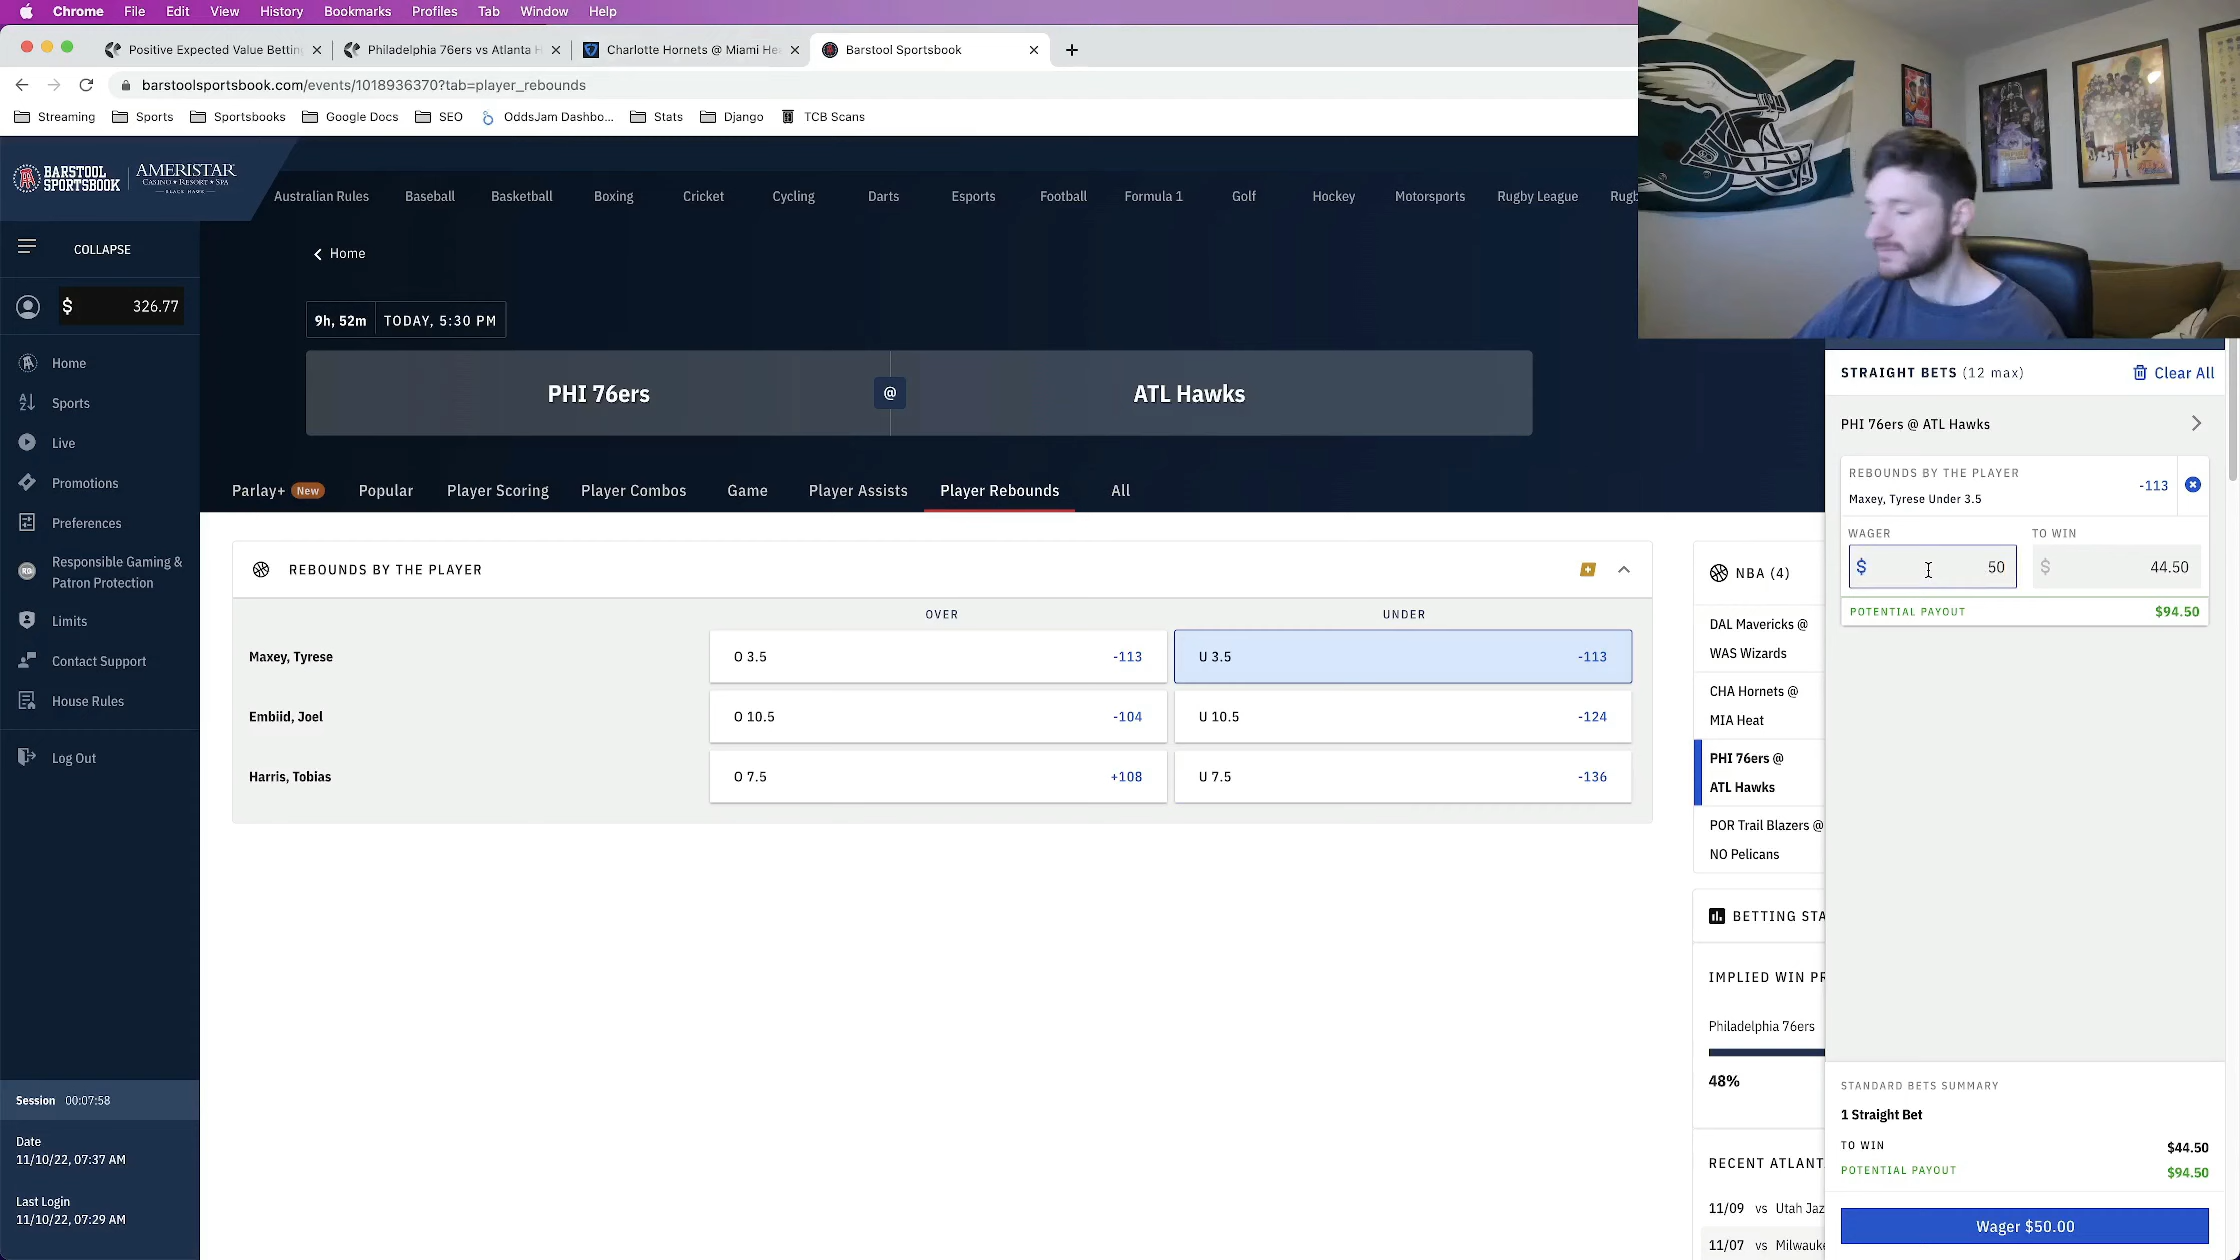 Chrome File Edit View History Bookmarks Profiles Tab Window Help
Positive Expected Value Bettin
Philadelphia 76ers vs Atlanta H
Charlotte Hornets @ Miami He
Barstool Sportsbook
barstoolsportsbook.com/events/1018936370?tab=player_rebounds
Streaming Sports Sportsbooks Google Docs SEO OddsJam Dashbo... Stats Django TCB Scans
BARSTOOL SPORTSBOOK
AMERISTAR
CASINO • RESORT • SPA
BLACK HAWK
Australian Rules Baseball Basketball Boxing Cricket Cycling Darts Esports Football Formula 1 Golf Hockey Motorsports Rugby League Rug
COLLAPSE
$ 326.77
Home
Sports
Live
Promotions
Preferences
Responsible Gaming &
Patron Protection
Limits
Contact Support
House Rules
Log Out
Session 00:07:58
Date
11/10/22, 07:37 AM
Last Login
11/10/22, 07:29 AM
Home
9h, 52m TODAY, 5:30 PM
PHI 76ers @ ATL Hawks
Parlay+ New Popular Player Scoring Player Combos Game Player Assists Player Rebounds All
REBOUNDS BY THE PLAYER
OVER UNDER
Maxey, Tyrese O 3.5 -113 U 3.5 -113
Embiid, Joel O 10.5 -104 U 10.5 -124
Harris, Tobias O 7.5 +108 U 7.5 -136
NBA (4)
DAL Mavericks @
WAS Wizards
CHA Hornets @
MIA Heat
PHI 76ers @
ATL Hawks
POR Trail Blazers @
NO Pelicans
BETTING STA
IMPLIED WIN PR
Philadelphia 76ers
48%
RECENT ATLANT
11/09 vs Utah Jaz
11/07 vs Milwauke
STRAIGHT BETS (12 max) Clear All
PHI 76ers @ ATL Hawks
REBOUNDS BY THE PLAYER
Maxey, Tyrese Under 3.5
-113
WAGER TO WIN
$ 50 $ 44.50
POTENTIAL PAYOUT $94.50
STANDARD BETS SUMMARY
1 Straight Bet
TO WIN $44.50
POTENTIAL PAYOUT $94.50
Wager $50.00